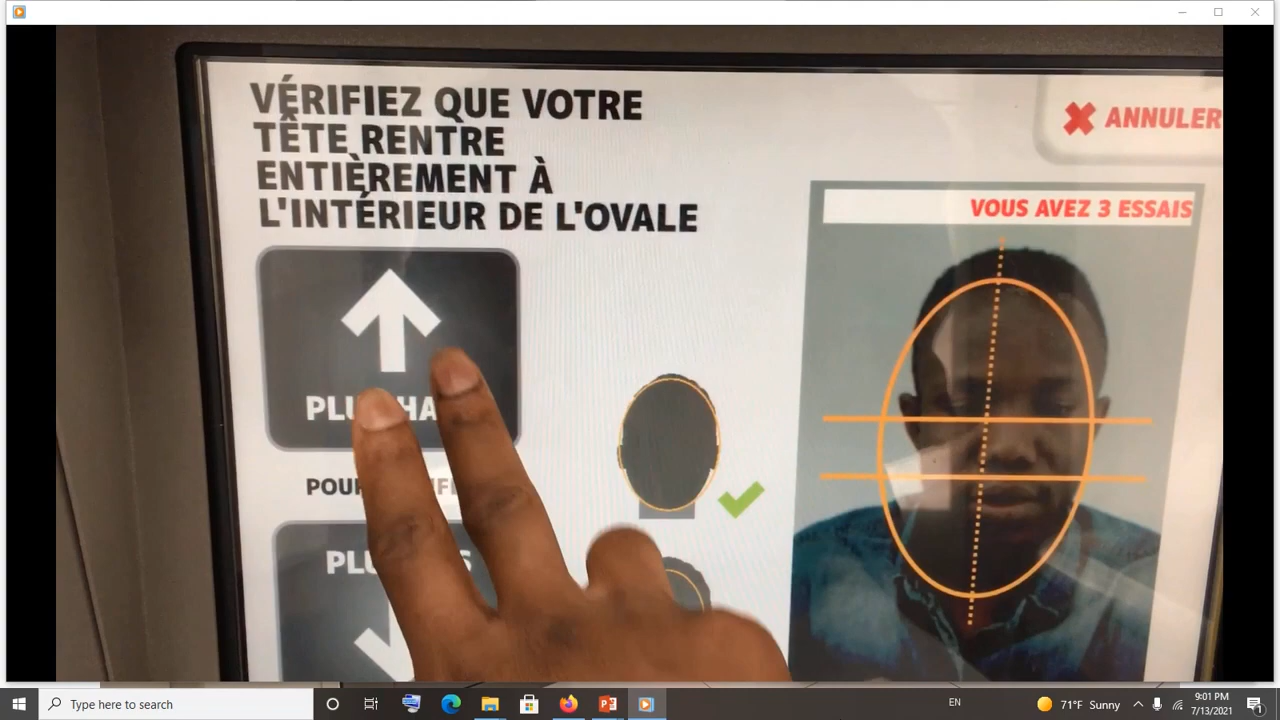 VÉRIFIEZ QUE VOTRE
TÊTE RENTRE
ENTIÈREMENT À
L'INTÉRIEUR DE L'OVALE
ANNULER
VOUS AVEZ 3 ESSAIS
Type here to search
EN
71°F Sunny
9:01 PM
7/13/2021